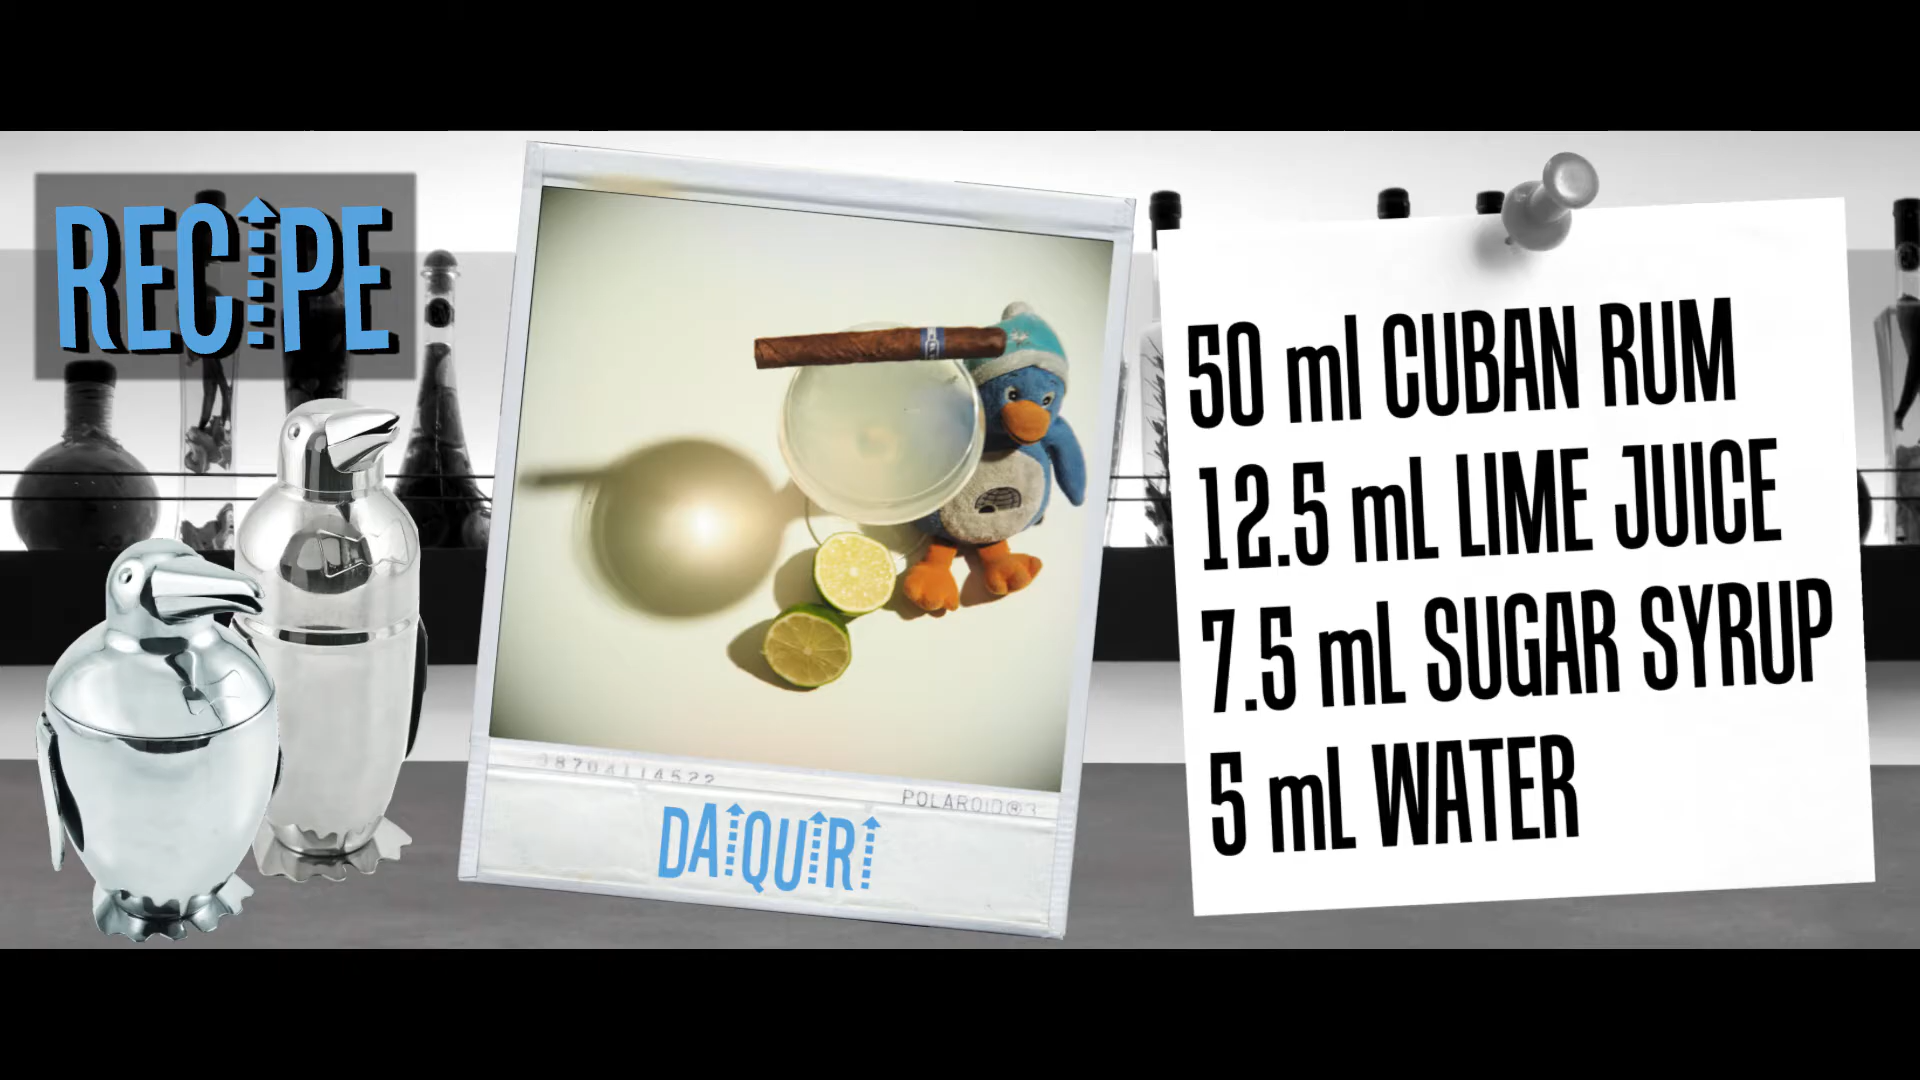 RECIPE
50 ml CUBAN RUM
12.5 mL LIME JUICE
7.5 mL SUGAR SYRUP
5 mL WATER
POLAROID®
DAIQUIRI